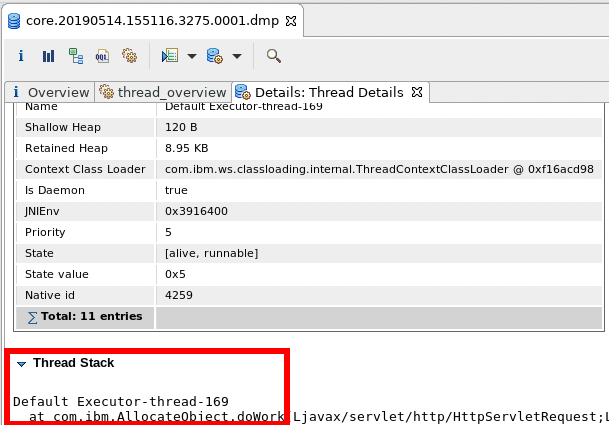 core.20190514.155116.3275.0001.dmp
i OQL
i Overview thread_overview Details: Thread Details
Name Default Executor-thread-169
Shallow Heap 120 B
Retained Heap 8.95 KB
Context Class Loader com.ibm.ws.classloading.internal.ThreadContextClassLoader @ 0xf16acd98
Is Daemon true
JNIEnv 0x3916400
Priority 5
State [alive, runnable]
State value 0x5
Native id 4259
∑ Total: 11 entries
Thread Stack
Default Executor-thread-169
at com.ibm.AllocateObject.doWork(Ljavax/servlet/http/HttpServletRequest;L